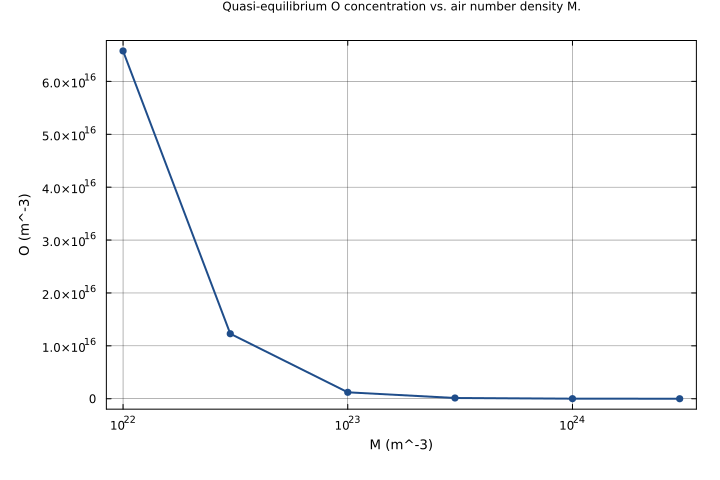 Quasi-equilibrium O concentration vs. air number density M.
6.0×10^16
5.0×10^16
4.0×10^16
3.0×10^16
2.0×10^16
1.0×10^16
0
O (m^-3)
10^22 10^23 10^24
M (m^-3)